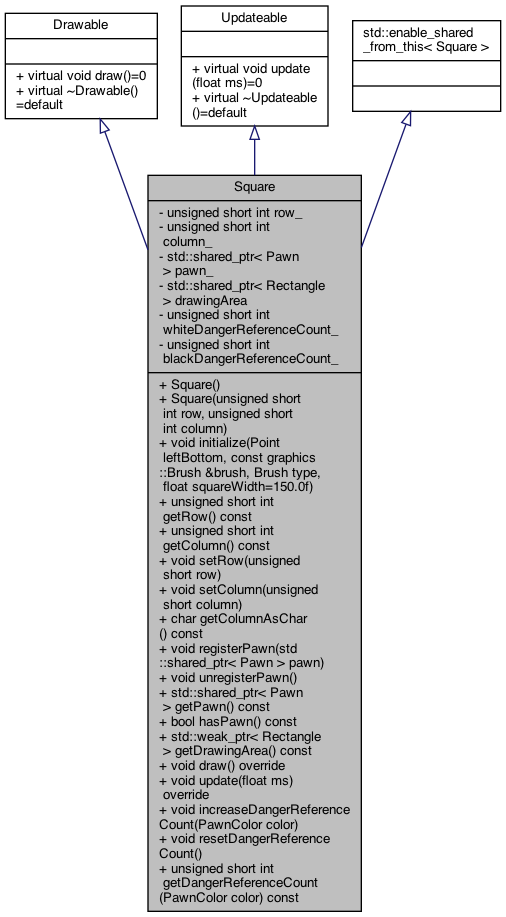 Drawable
+ virtual void draw()=0
+ virtual ~Drawable()
=default
Updateable
+ virtual void update
(float ms)=0
+ virtual ~Updateable
()=default
std::enable_shared
_from_this< Square >
Square
- unsigned short int row_
- unsigned short int
column_
- std::shared_ptr< Pawn
> pawn_
- std::shared_ptr< Rectangle
> drawingArea
- unsigned short int
whiteDangerReferenceCount_
- unsigned short int
blackDangerReferenceCount_
+ Square()
+ Square(unsigned short
int row, unsigned short
int column)
+ void initialize(Point
leftBottom, const graphics
::Brush &brush, Brush type,
float squareWidth=150.0f)
+ unsigned short int
getRow() const
+ unsigned short int
getColumn() const
+ void setRow(unsigned
short row)
+ void setColumn(unsigned
short column)
+ char getColumnAsChar
() const
+ void registerPawn(std
::shared_ptr< Pawn > pawn)
+ void unregisterPawn()
+ std::shared_ptr< Pawn
> getPawn() const
+ bool hasPawn() const
+ std::weak_ptr< Rectangle
> getDrawingArea() const
+ void draw() override
+ void update(float ms)
override
+ void increaseDangerReference
Count(PawnColor color)
+ void resetDangerReference
Count()
+ unsigned short int
getDangerReferenceCount
(PawnColor color) const